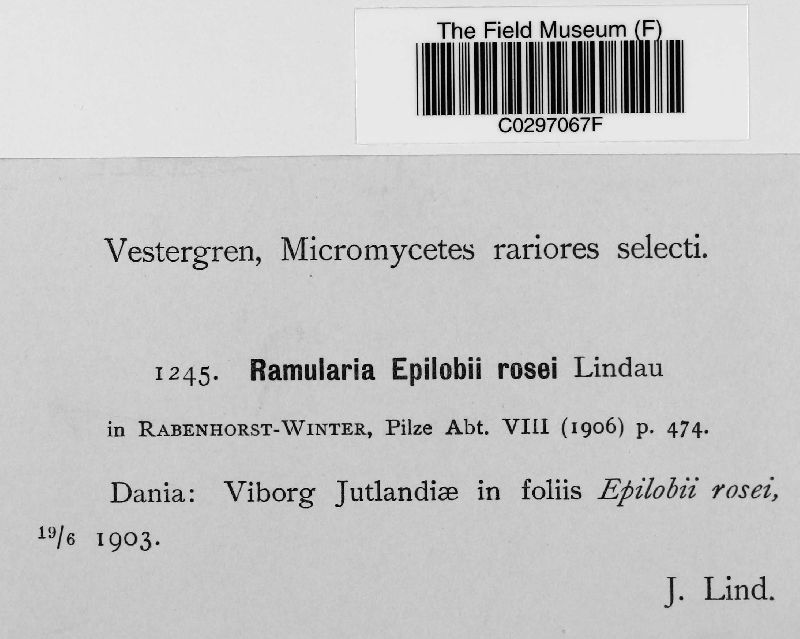 The Field Museum (F)
C0297067F
Vestergren, Micromycetes rariores selecti.
1245. Ramularia Epilobii rosei Lindau
in RABENHORST-WINTER, Pilze Abt. VIII (1906) p. 474.
Dania: Viborg Jutlandiæ in foliis Epilobii rosei,
19/6 1903.
J. Lind.